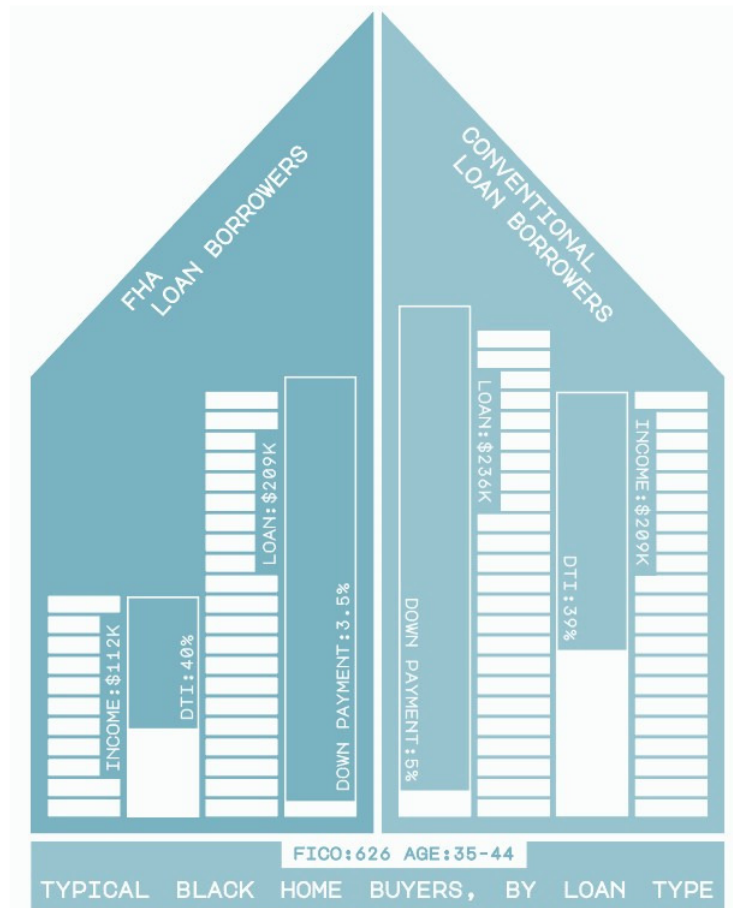 FHA
LOAN BORROWERS
CONVENTIONAL
LOAN BORROWERS
INCOME:$112K
DTI:40%
LOAN:$209K
DOWN PAYMENT:3.5%
DOWN PAYMENT:5%
LOAN:$236K
DTI:39%
INCOME:$209K
FICO:626 AGE:35-44
TYPICAL BLACK HOME BUYERS, BY LOAN TYPE